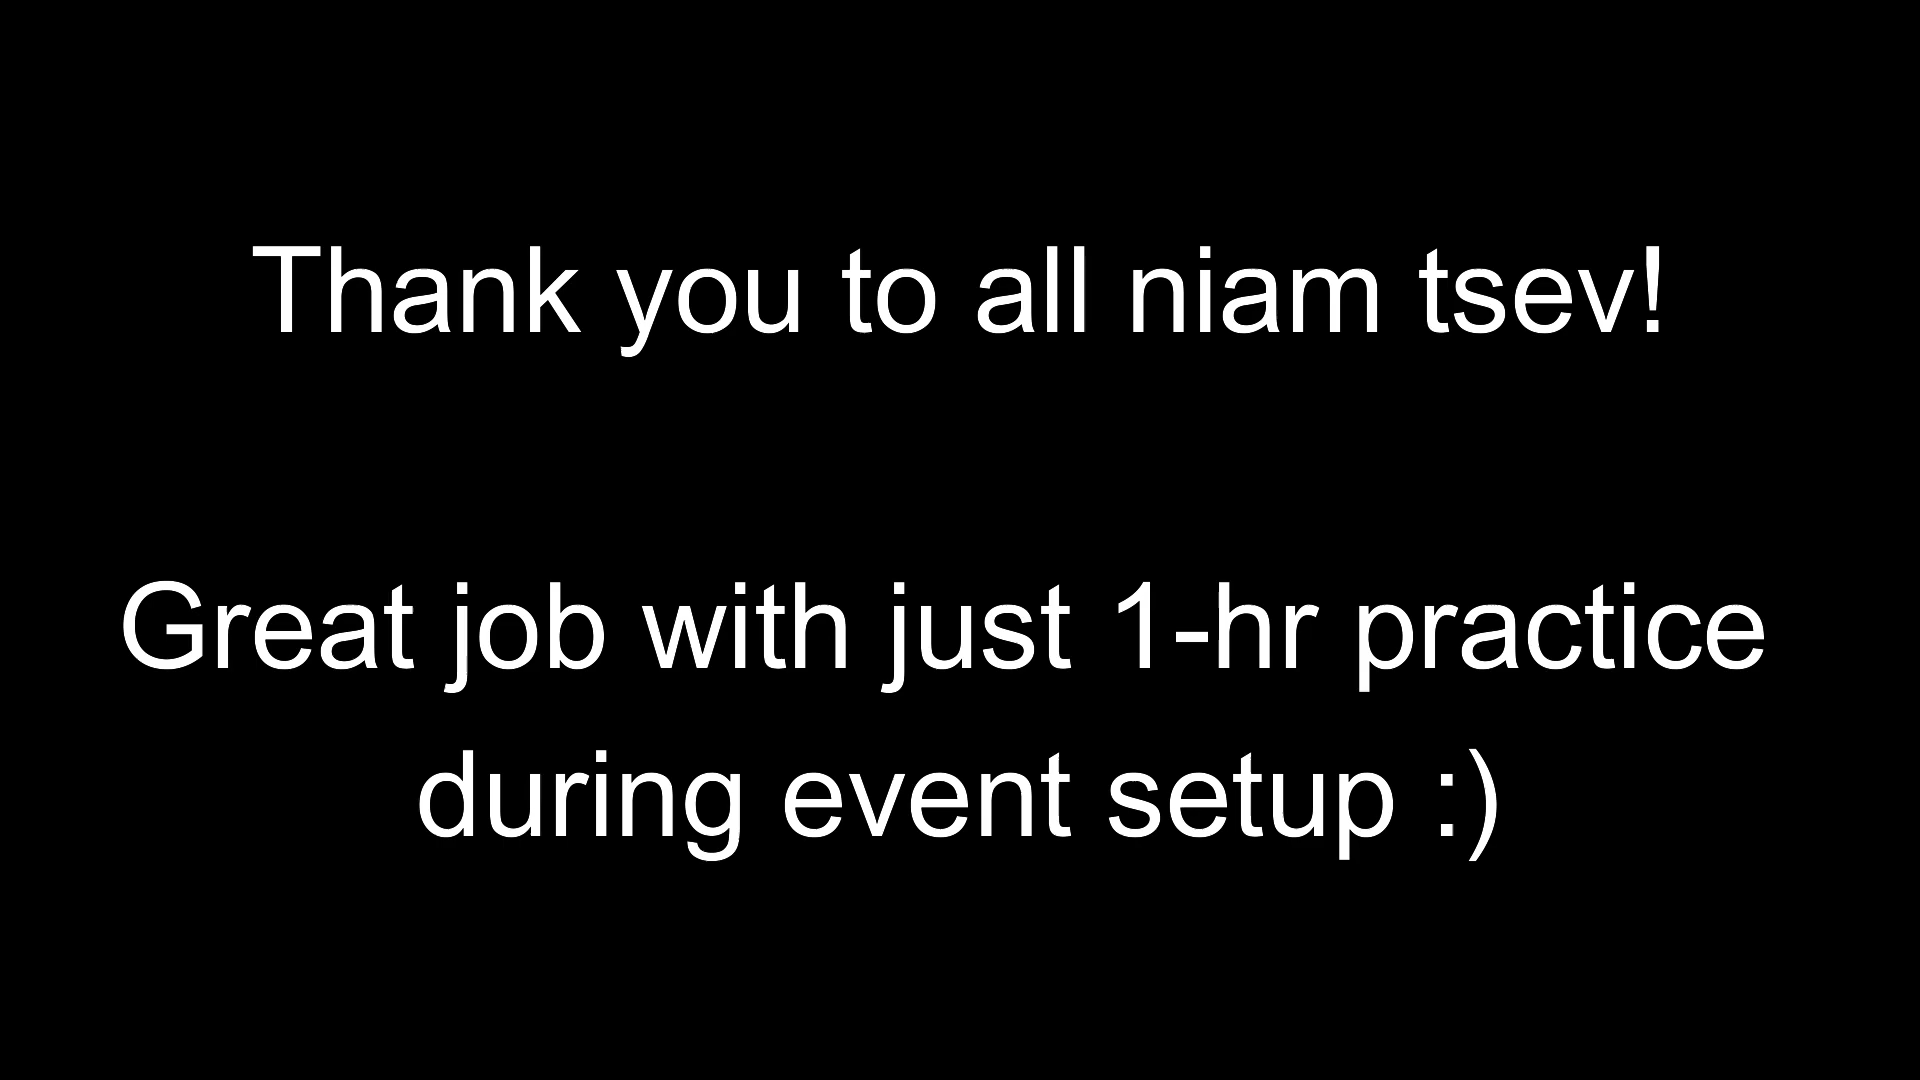 Thank you to all niam tsev!
Great job with just 1-hr practice
during event setup :)